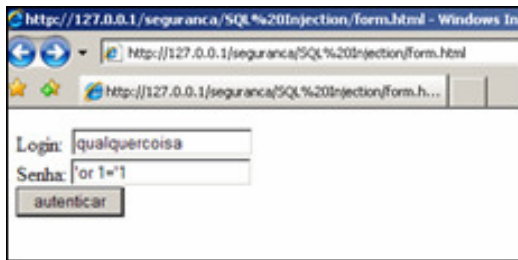 http://127.0.0.1/seguranca/SQL%20Injection/form.html - Windows In
http://127.0.0.1/seguranca/SQL%20Injection/form.html
http://127.0.0.1/seguranca/SQL%20Injection/form.h...
Login: qualquercoisa
Senha: 'or 1='1
autenticar